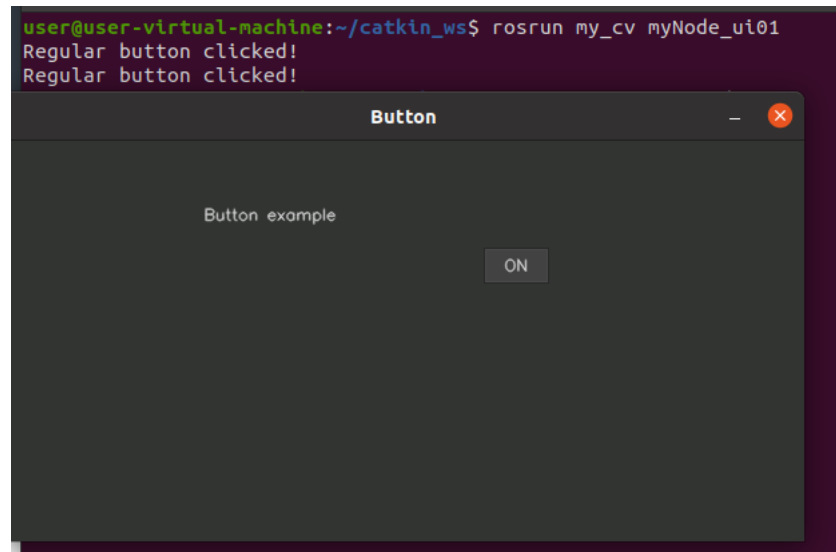 user@user-virtual-machine:~/catkin_ws$ rosrun my_cv myNode_ui01
Regular button clicked!
Regular button clicked!
Button
Button example
ON